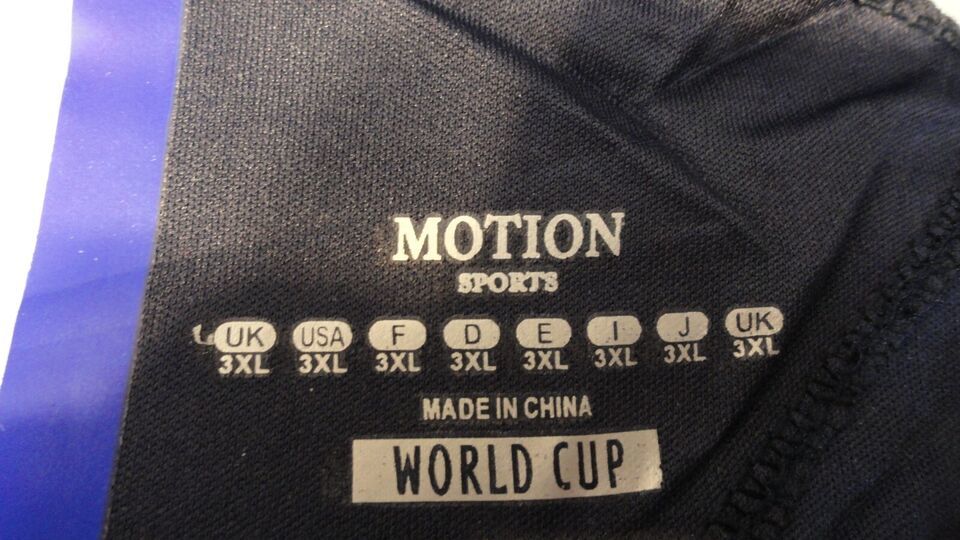 MOTION
SPORTS
UK USA F D E I J UK
3XL 3XL 3XL 3XL 3XL 3XL 3XL 3XL
MADE IN CHINA
WORLD CUP